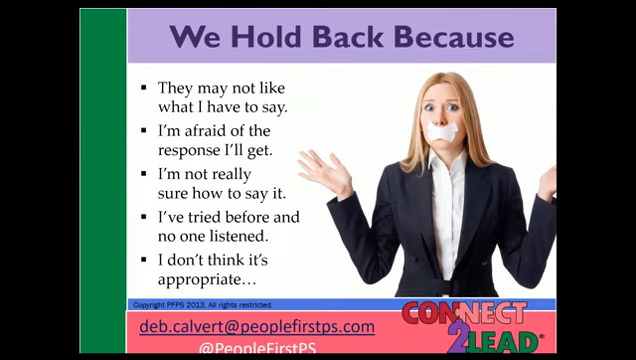 We Hold Back Because
▪ They may not like
what I have to say.
▪ I'm afraid of the
response I'll get.
▪ I'm not really
sure how to say it.
▪ I've tried before and
no one listened.
▪ I don't think it's
appropriate…
Copyright PFPS 2013. All rights restricted.
deb.calvert@peoplefirstps.com
@PeopleFirstPS
CONNECT
2LEAD®